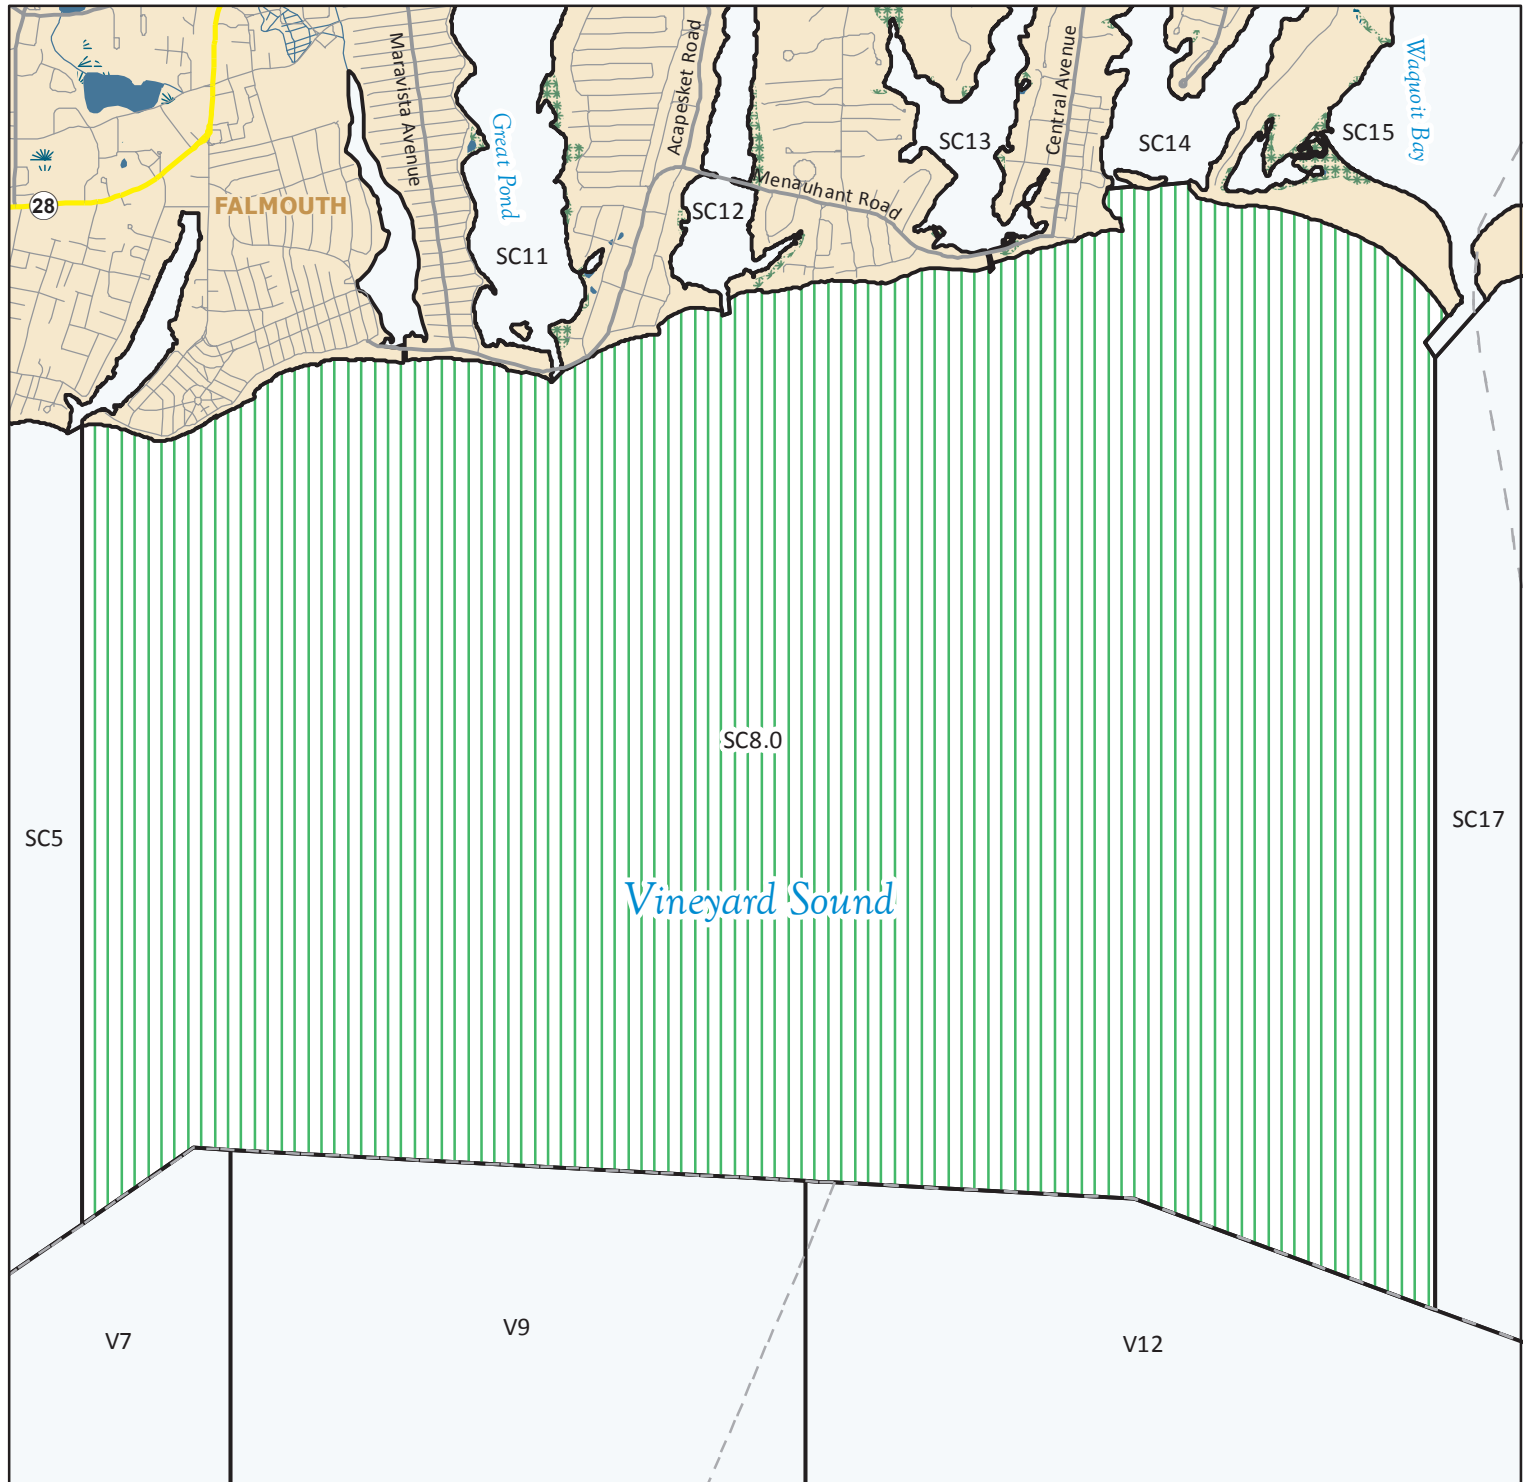 Maravista Avenue
Acapesket Road
Central Avenue
Waquoit Bay
Great Pond
SC13
SC14
SC15
Menauhant Road
28
FALMOUTH
SC12
SC11
SC8.0
SC5
SC17
Vineyard Sound
V7
V9
V12